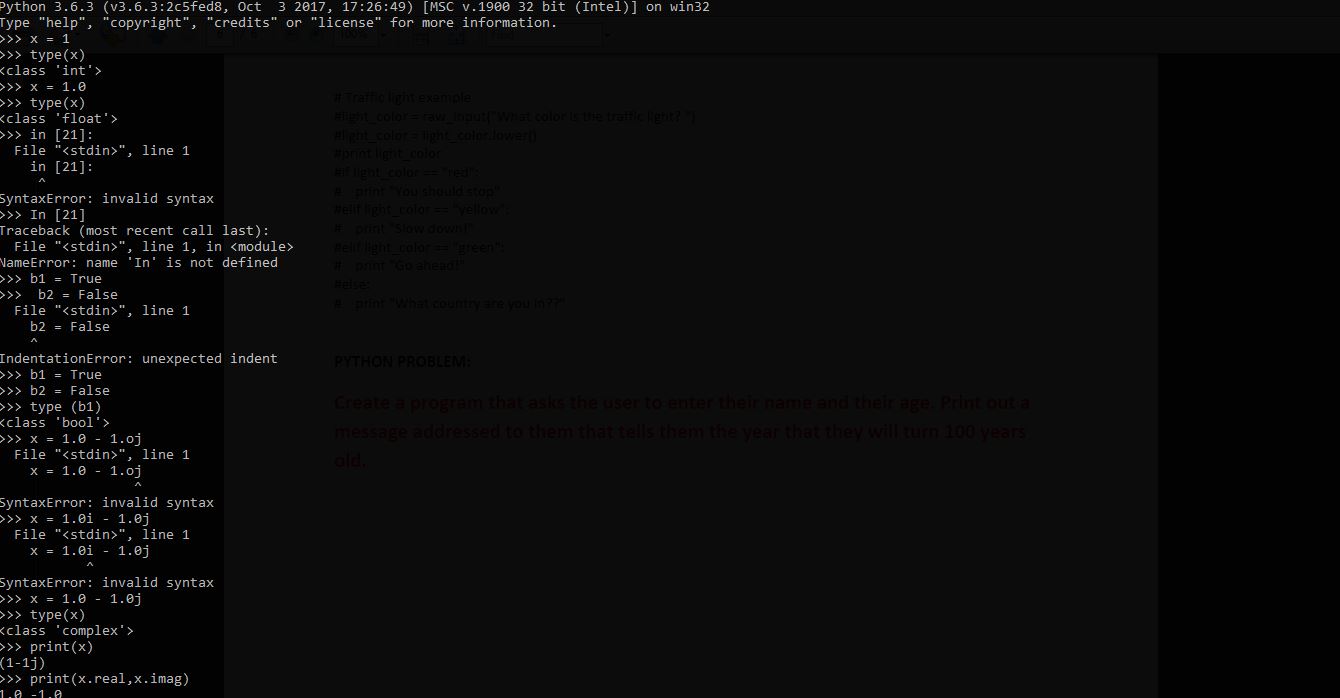 Python 3.6.3 (v3.6.3:2c5fed8, Oct  3 2017, 17:26:49) [MSC v.1900 32 bit (Intel)] on win32
Type "help", "copyright", "credits" or "license" for more information.
>>> x = 1
>>> type(x)
<class 'int'>
>>> x = 1.0
>>> type(x)
<class 'float'>
>>> in [21]:
  File "<stdin>", line 1
    in [21]:
     ^
SyntaxError: invalid syntax
>>> In [21]
Traceback (most recent call last):
  File "<stdin>", line 1, in <module>
NameError: name 'In' is not defined
>>> b1 = True
>>>  b2 = False
  File "<stdin>", line 1
    b2 = False
    ^
IndentationError: unexpected indent
>>> b1 = True
>>> b2 = False
>>> type (b1)
<class 'bool'>
>>> x = 1.0 - 1.oj
  File "<stdin>", line 1
    x = 1.0 - 1.oj
                 ^
SyntaxError: invalid syntax
>>> x = 1.0i - 1.0j
  File "<stdin>", line 1
    x = 1.0i - 1.0j
           ^
SyntaxError: invalid syntax
>>> x = 1.0 - 1.0j
>>> type(x)
<class 'complex'>
>>> print(x)
(1-1j)
>>> print(x.real,x.imag)
1.0 -1.0
# Traffic light example
#light_color = raw_input("What color is the traffic light? ")
#light_color = light_color.lower()
#print light_color
#if light_color == "red":
#    print "You should stop"
#elif light_color == "yellow":
#    print "Slow down!"
#elif light_color == "green":
#    print "Go ahead!"
#else:
#    print "What country are you in??"
PYTHON PROBLEM:
Create a program that asks the user to enter their name and their age. Print out a
message addressed to them that tells them the year that they will turn 100 years
old.